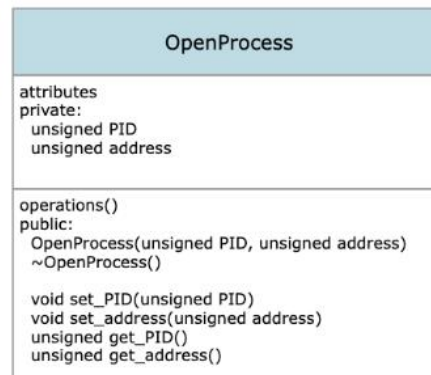 OpenProcess
attributes
private:
unsigned PID
unsigned address
operations()
public:
OpenProcess(unsigned PID, unsigned address)
~OpenProcess()
void set_PID(unsigned PID)
void set_address(unsigned address)
unsigned get_PID()
unsigned get_address()